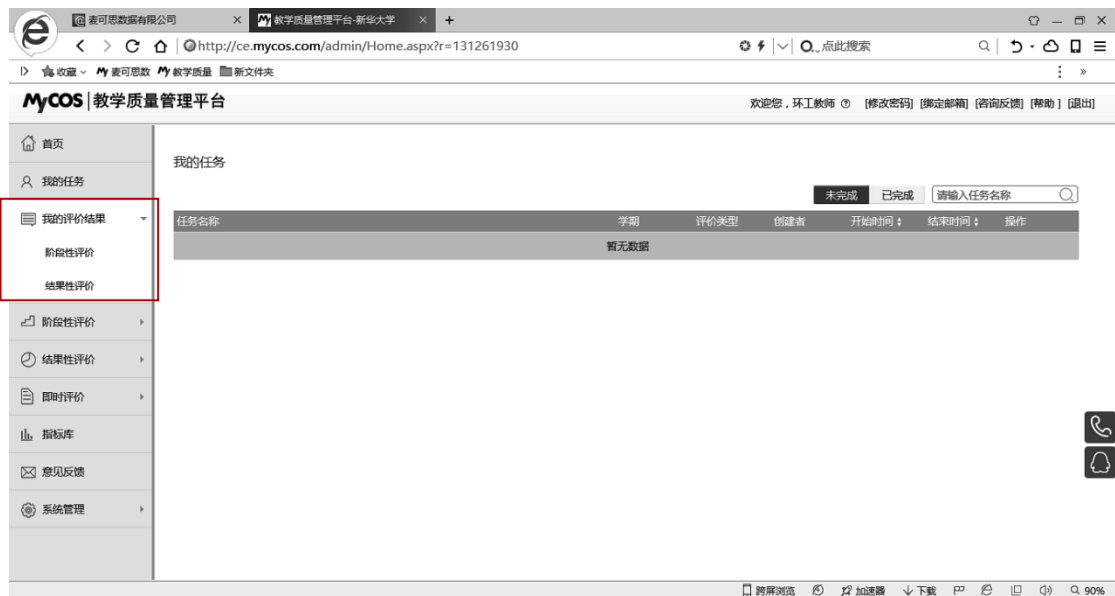 麦可思数据有限公司 × 教学质量管理平台-新华大学 × +
http://ce.mycos.com/admin/Home.aspx?r=131261930 点此搜索
收藏 麦可思数 教学质量 新文件夹
MyCOS 教学质量管理平台 欢迎您，环工教师 [修改密码] [绑定邮箱] [咨询反馈] [帮助] [退出]
首页
我的任务
我的评价结果
阶段性评价
结果性评价
阶段性评价
结果性评价
即时评价
指标库
意见反馈
系统管理
我的任务
未完成 已完成 请输入任务名称
任务名称 学期 评价类型 创建者 开始时间 结束时间 操作
暂无数据
跨屏浏览 加速器 下载 90%